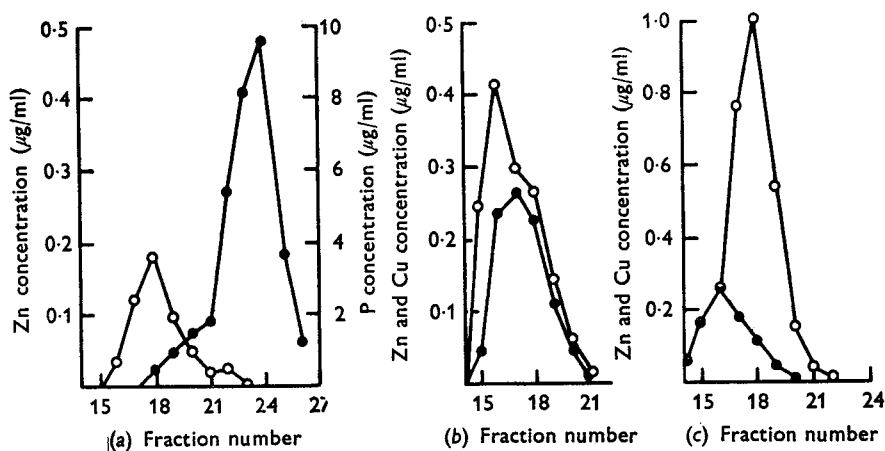 0·5
0·4
0·3
0·2
0·1
Zn concentration (µg/ml)
10
8
6
4
2
P concentration (µg/ml)
15 18 21 24 27
(a) Fraction number
0·5
0·4
0·3
0·2
0·1
Zn and Cu concentration (µg/ml)
15 18 21
(b) Fraction number
1·0
0·8
0·6
0·4
0·2
Zn and Cu concentration (µg/ml)
15 18 21 24
(c) Fraction number